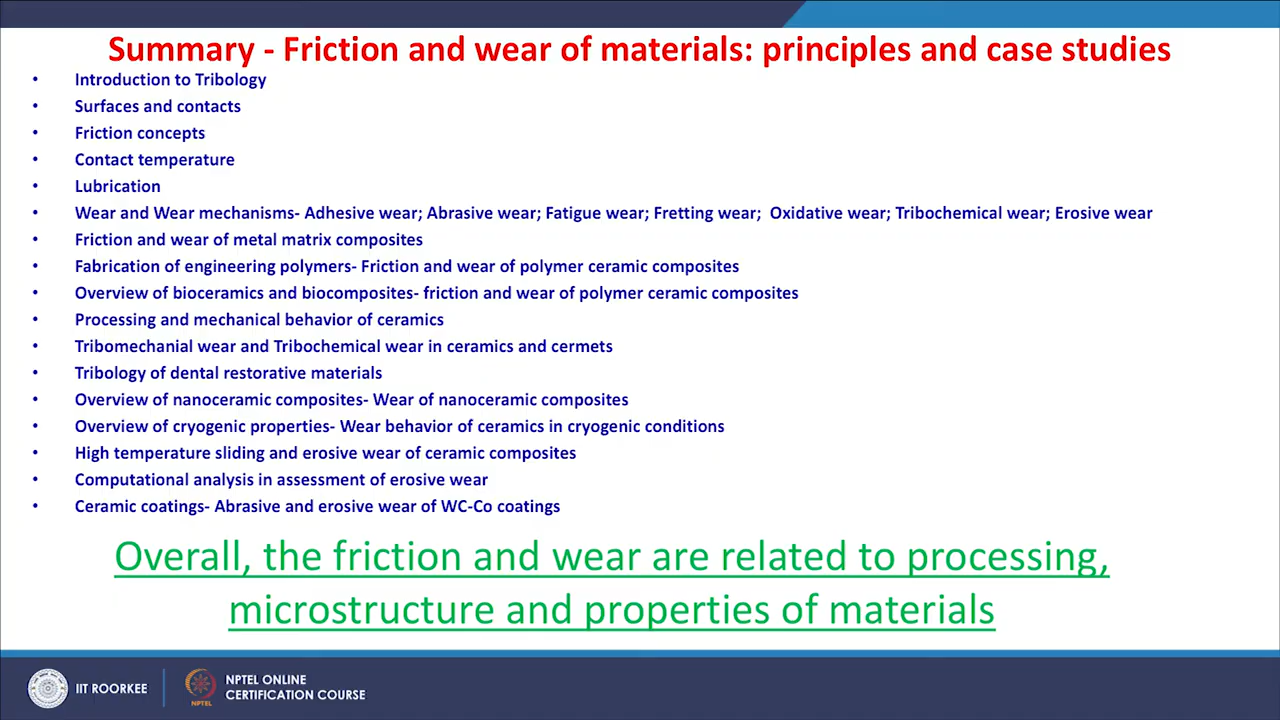 Summary - Friction and wear of materials: principles and case studies
• Introduction to Tribology
• Surfaces and contacts
• Friction concepts
• Contact temperature
• Lubrication
• Wear and Wear mechanisms- Adhesive wear; Abrasive wear; Fatigue wear; Fretting wear; Oxidative wear; Tribochemical wear; Erosive wear
• Friction and wear of metal matrix composites
• Fabrication of engineering polymers- Friction and wear of polymer ceramic composites
• Overview of bioceramics and biocomposites- friction and wear of polymer ceramic composites
• Processing and mechanical behavior of ceramics
• Tribomechanial wear and Tribochemical wear in ceramics and cermets
• Tribology of dental restorative materials
• Overview of nanoceramic composites- Wear of nanoceramic composites
• Overview of cryogenic properties- Wear behavior of ceramics in cryogenic conditions
• High temperature sliding and erosive wear of ceramic composites
• Computational analysis in assessment of erosive wear
• Ceramic coatings- Abrasive and erosive wear of WC-Co coatings
Overall, the friction and wear are related to processing,
microstructure and properties of materials
IIT ROORKEE
NPTEL
NPTEL ONLINE
CERTIFICATION COURSE